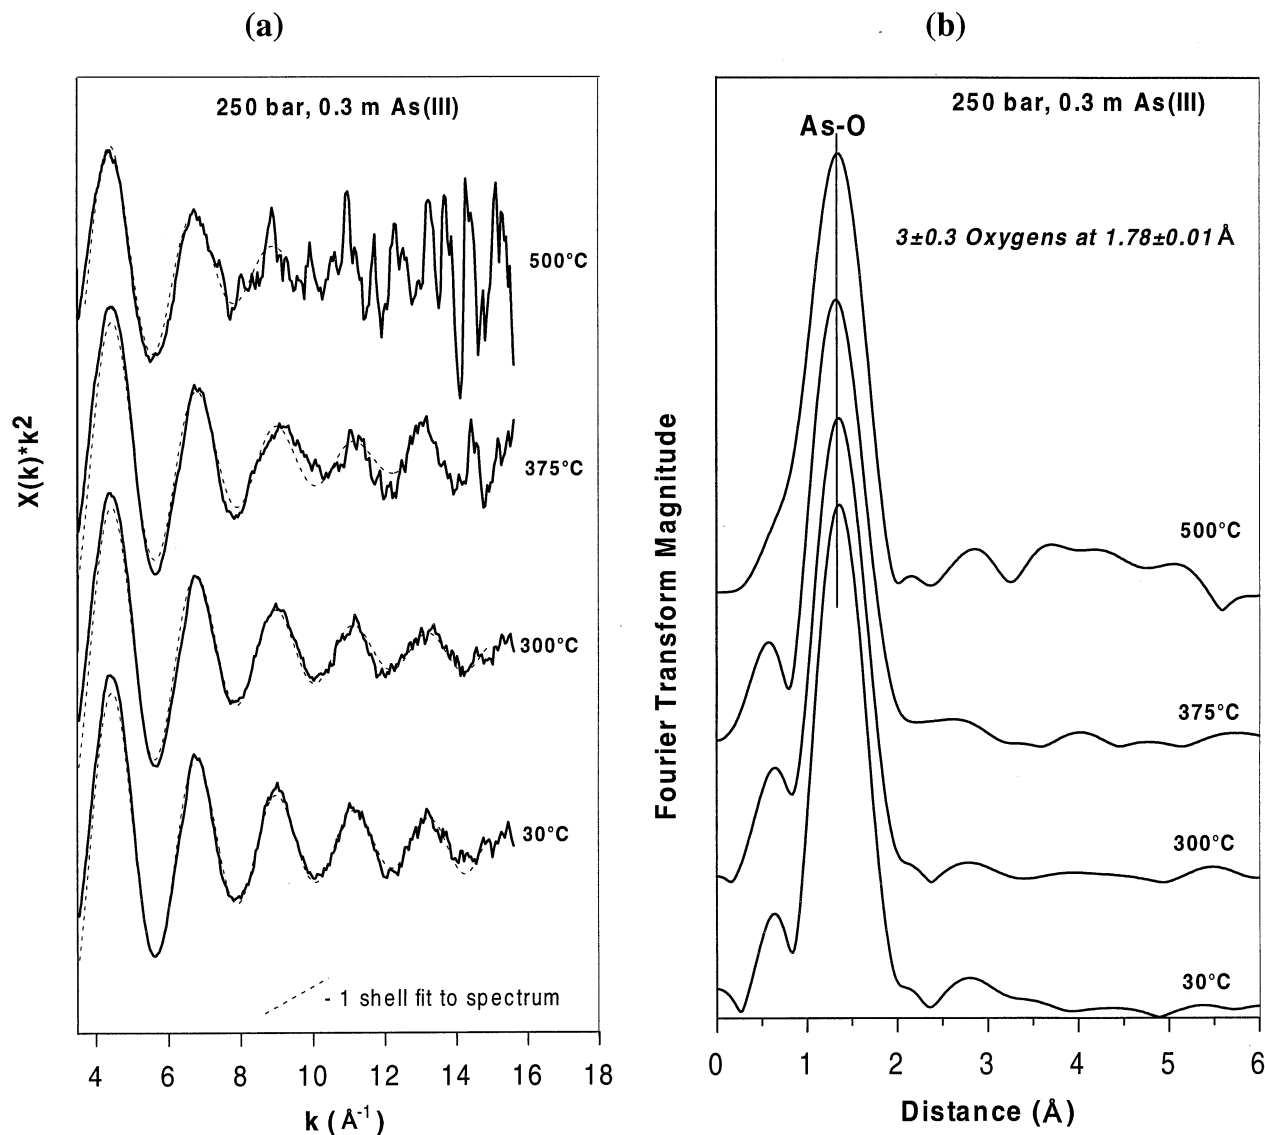 (a)
250 bar, 0.3 m As(III)
500°C
375°C
300°C
30°C
- 1 shell fit to spectrum
X(k)*k2
4 6 8 10 12 14 16 18
k (Å-1)
(b)
250 bar, 0.3 m As(III)
As-O
3±0.3 Oxygens at 1.78±0.01Å
500°C
375°C
300°C
30°C
Fourier Transform Magnitude
0 1 2 3 4 5 6
Distance (Å)